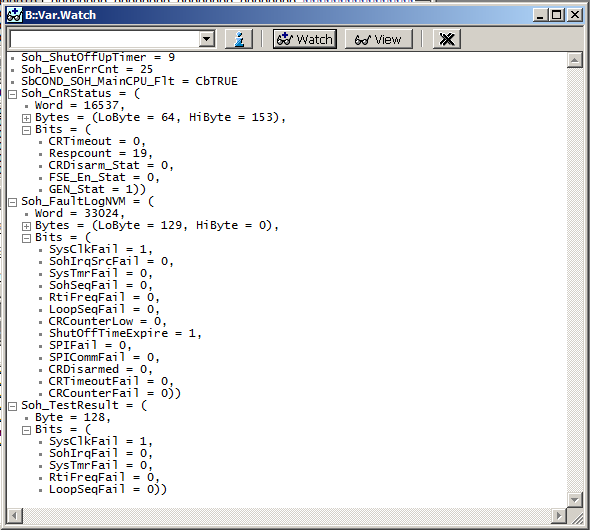 B::Var.Watch
i
Watch
View
Soh_ShutOffUpTimer = 9
Soh_EvenErrCnt = 25
SbCOND_SOH_MainCPU_Flt = CbTRUE
Soh_CnRStatus = (
Word = 16537,
Bytes = (LoByte = 64, HiByte = 153),
Bits = (
CRTimeout = 0,
Respcount = 19,
CRDisarm_Stat = 0,
FSE_En_Stat = 0,
GEN_Stat = 1))
Soh_FaultLogNVM = (
Word = 33024,
Bytes = (LoByte = 129, HiByte = 0),
Bits = (
SysClkFail = 1,
SohIrqSrcFail = 0,
SysTmrFail = 0,
SohSeqFail = 0,
RtiFreqFail = 0,
LoopSeqFail = 0,
CRCounterLow = 0,
ShutOffTimeExpire = 1,
SPIFail = 0,
SPICommFail = 0,
CRDisarmed = 0,
CRTimeoutFail = 0,
CRCounterFail = 0))
Soh_TestResult = (
Byte = 128,
Bits = (
SysClkFail = 1,
SohIrqFail = 0,
SysTmrFail = 0,
RtiFreqFail = 0,
LoopSeqFail = 0))